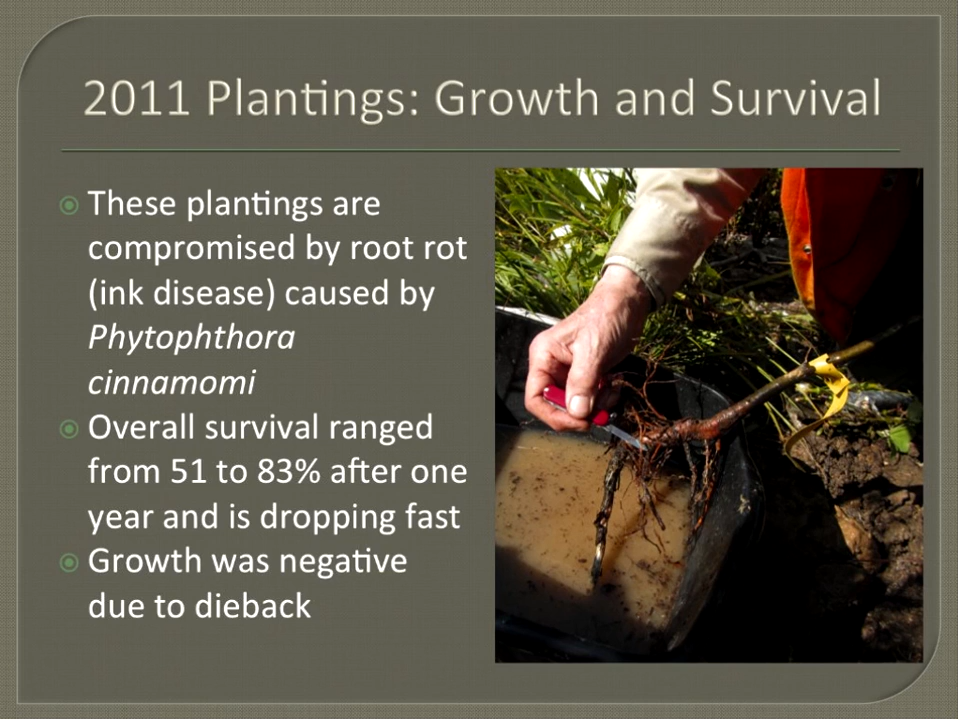 2011 Plantings: Growth and Survival
These plantings are
compromised by root rot
(ink disease) caused by
Phytophthora
cinnamomi
Overall survival ranged
from 51 to 83% after one
year and is dropping fast
Growth was negative
due to dieback